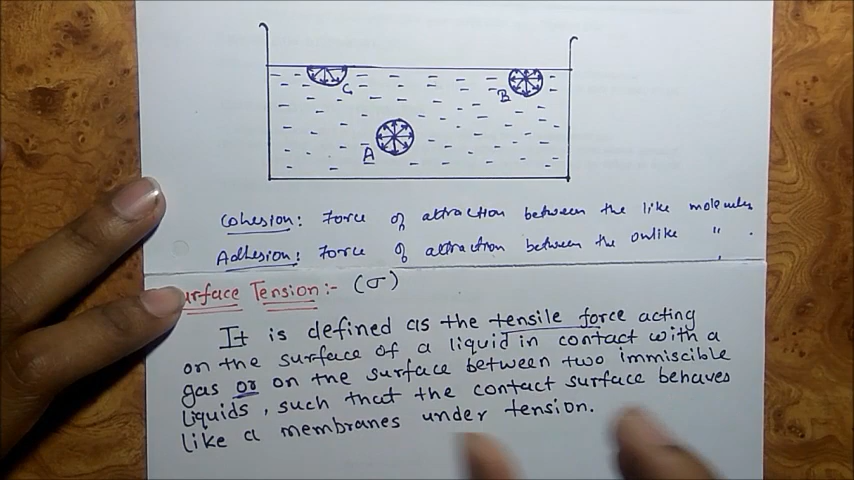 C
B
A
Cohesion: Force of attraction between the like molecules
Adhesion: Force of attraction between the unlike " .
urface Tension:- (σ)
It is defined as the tensile force acting
on the surface of a liquid in contact with a
gas or on the surface between two immiscible
liquids, such that the contact surface behaves
like a membranes under tension.